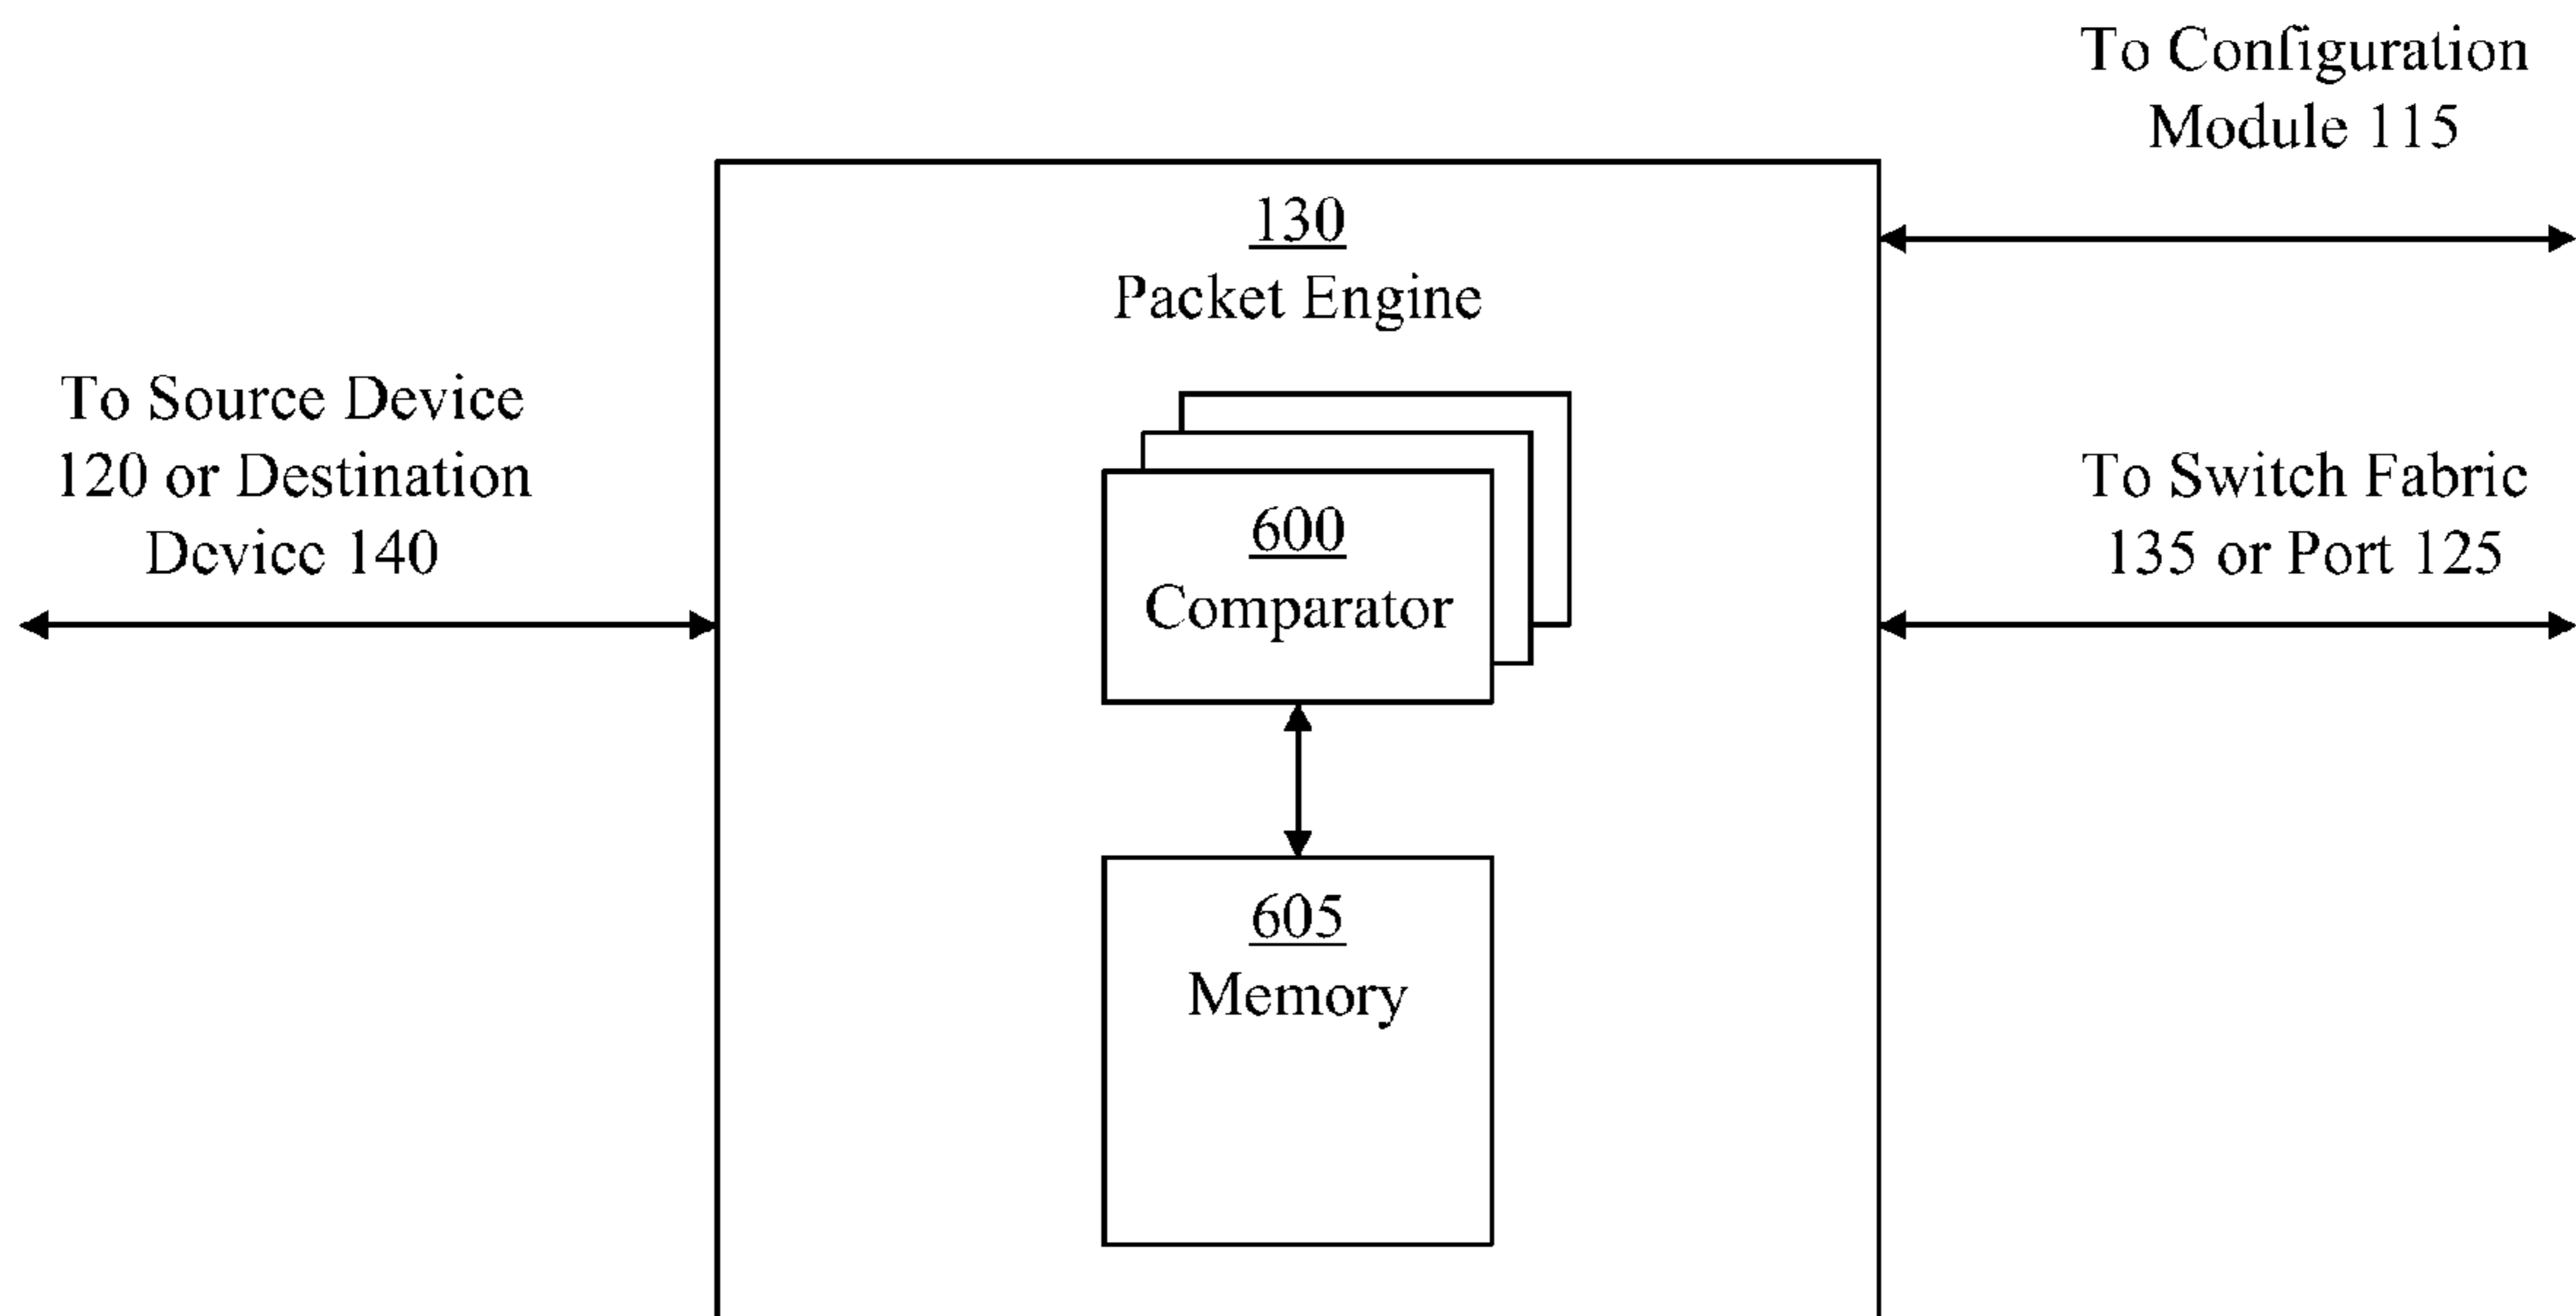 To Configuration
Module 115
130
Packet Engine
To Source Device
120 or Destination
Device 140
To Switch Fabric
135 or Port 125
600
Comparator
605
Memory